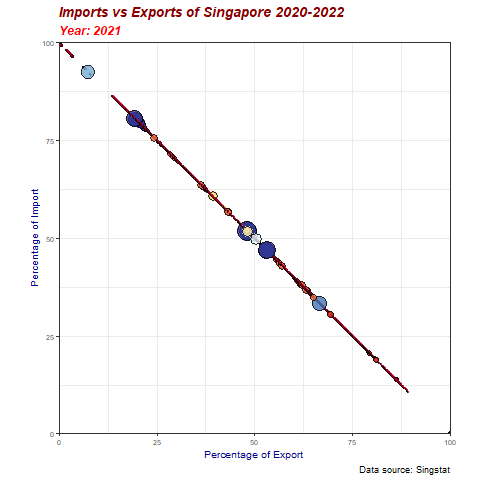 Imports vs Exports of Singapore 2020-2022
Year: 2021
100
75
50
25
0
Percentage of Import
0 25 50 75 100
Percentage of Export
Data source: Singstat